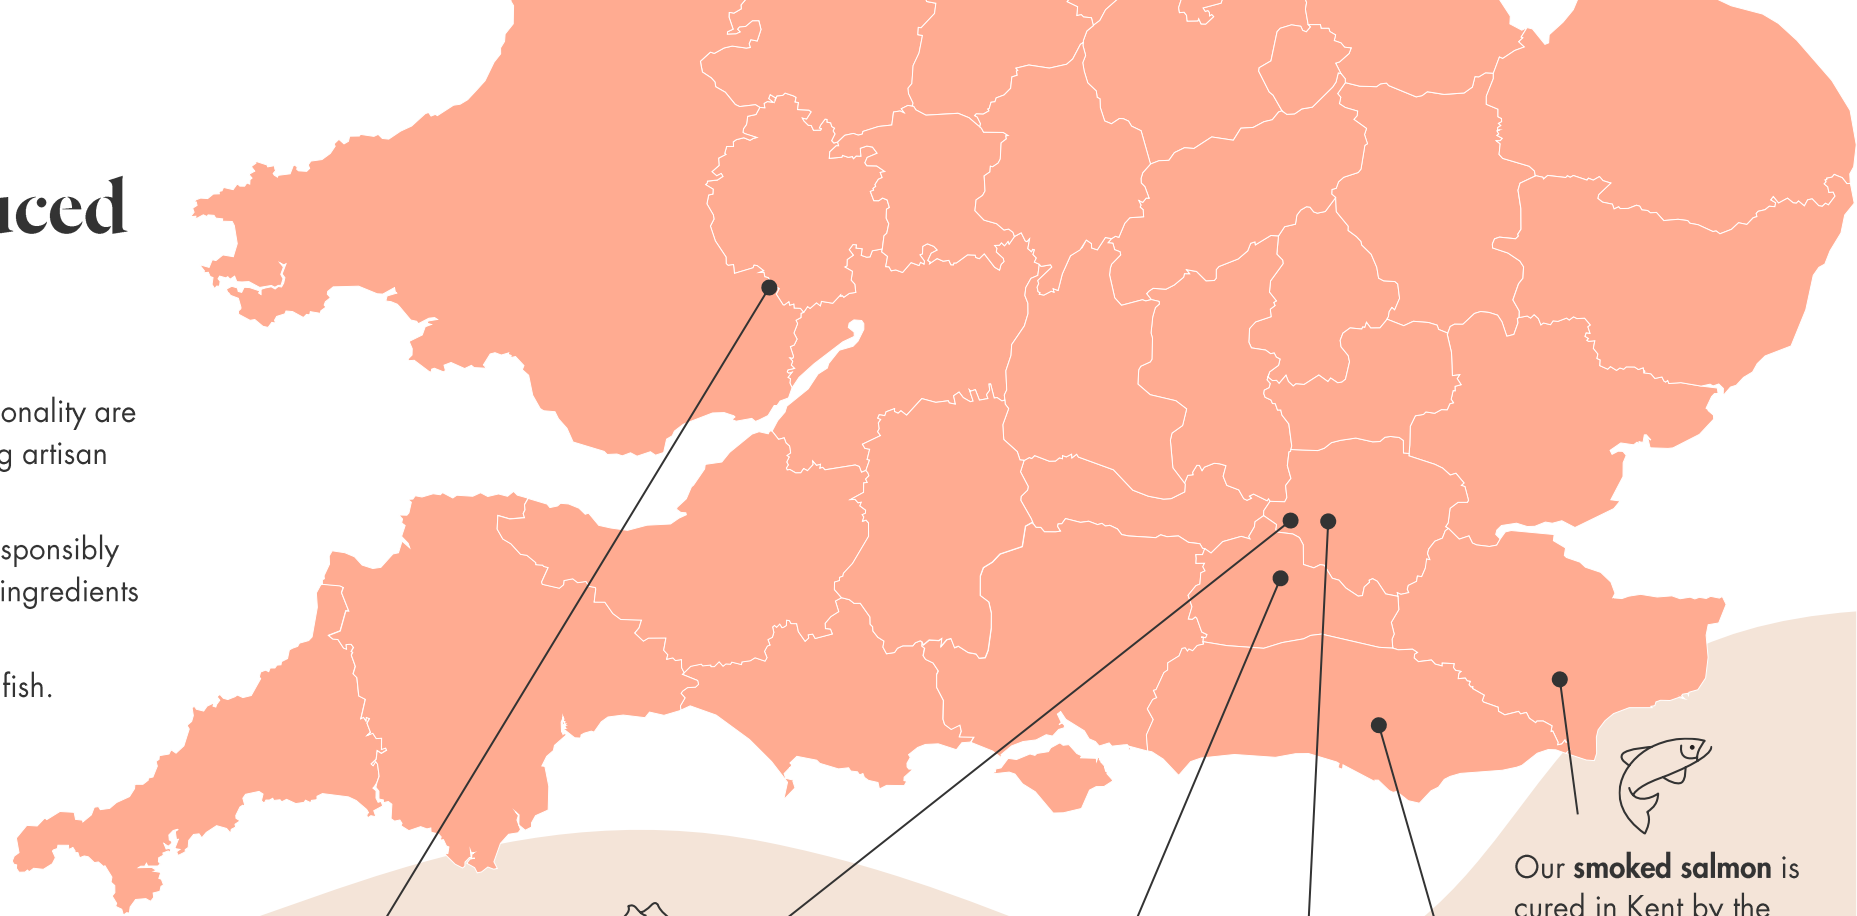 uced
onality are
g artisan
sponsibly
ingredients
fish.
Our smoked salmon is
cured in Kent by the